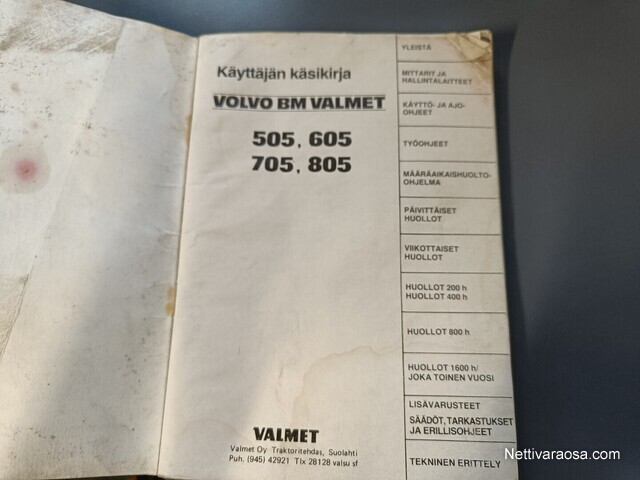 Käyttäjän käsikirja
VOLVO BM VALMET
505, 605
705, 805
VALMET
Valmet Oy Traktoritehdas, Suolahti
Puh. (945) 42921 Tlx 28128 valsu sf
YLEISTÄ
MITTARIT JA
HALLINTALAITTEET
KÄYTTÖ- JA AJO-
OHJEET
TYÖOHJEET
MÄÄRÄAIKAISHUOLTO-
OHJELMA
PÄIVITTÄISET
HUOLLOT
VIIKOTTAISET
HUOLLOT
HUOLLOT 200 h
HUOLLOT 400 h
HUOLLOT 800 h
HUOLLOT 1600 h/
JOKA TOINEN VUOSI
LISÄVARUSTEET
SÄÄDÖT, TARKASTUKSET
JA ERILLISOHJEET
TEKNINEN ERITTELY
Nettivaraosa.com